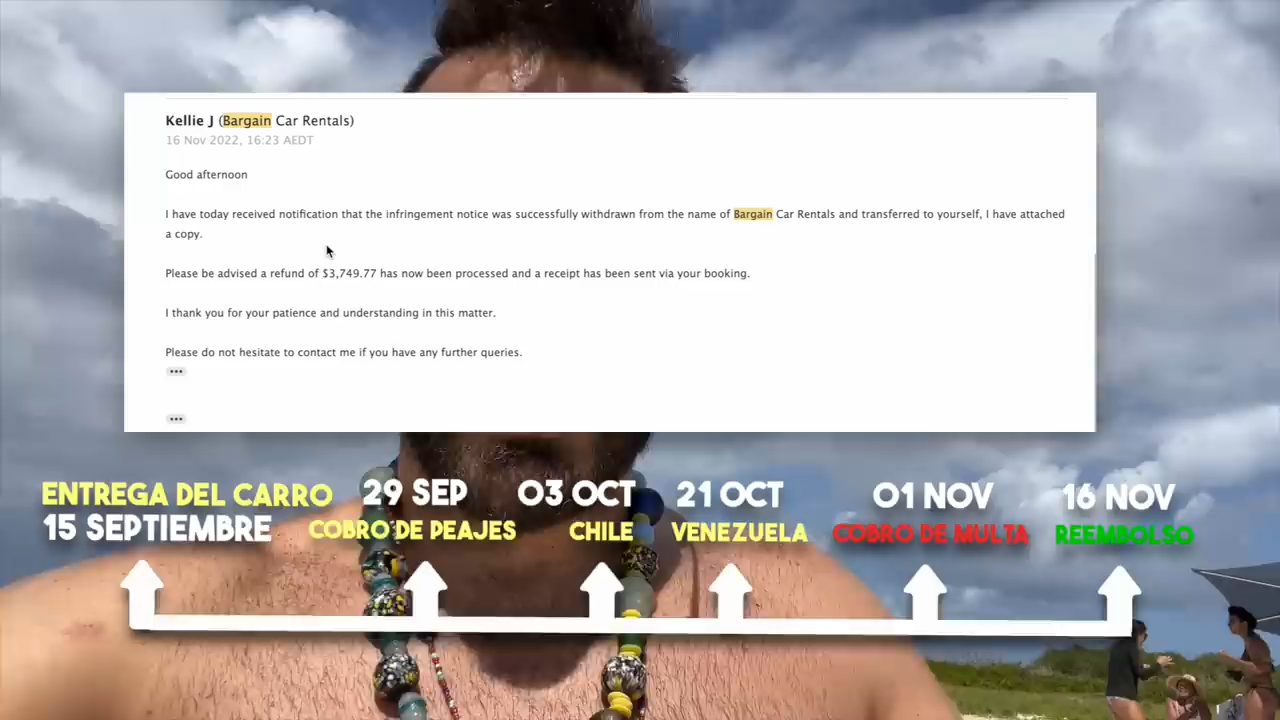 Kellie J (Bargain Car Rentals)
16 Nov 2022, 16:23 AEDT
Good afternoon
I have today received notification that the infringement notice was successfully withdrawn from the name of Bargain Car Rentals and transferred to yourself, I have attached
a copy.
Please be advised a refund of $3,749.77 has now been processed and a receipt has been sent via your booking.
I thank you for your patience and understanding in this matter.
Please do not hesitate to contact me if you have any further queries.
ENTREGA DEL CARRO
15 SEPTIEMBRE
29 SEP
COBRO DE PEAJES
03 OCT
CHILE
21 OCT
VENEZUELA
01 NOV
COBRO DE MULTA
16 NOV
REEMBOLSO